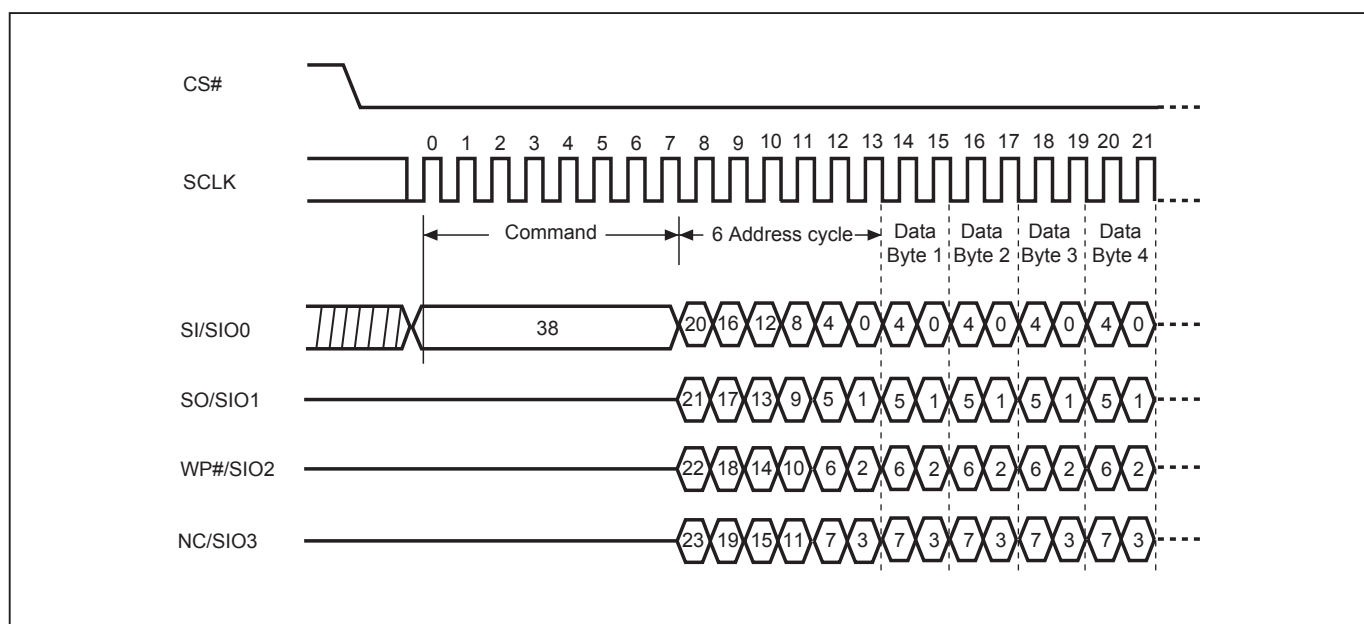 CS#
0 1 2 3 4 5 6 7 8 9 10 11 12 13 14 15 16 17 18 19 20 21
SCLK
Command 6 Address cycle Data Byte 1 Data Byte 2 Data Byte 3 Data Byte 4
SI/SIO0 38 20 16 12 8 4 0 4 0 4 0 4 0 4 0
SO/SIO1 21 17 13 9 5 1 5 1 5 1 5 1 5 1
WP#/SIO2 22 18 14 10 6 2 6 2 6 2 6 2 6 2
NC/SIO3 23 19 15 11 7 3 7 3 7 3 7 3 7 3